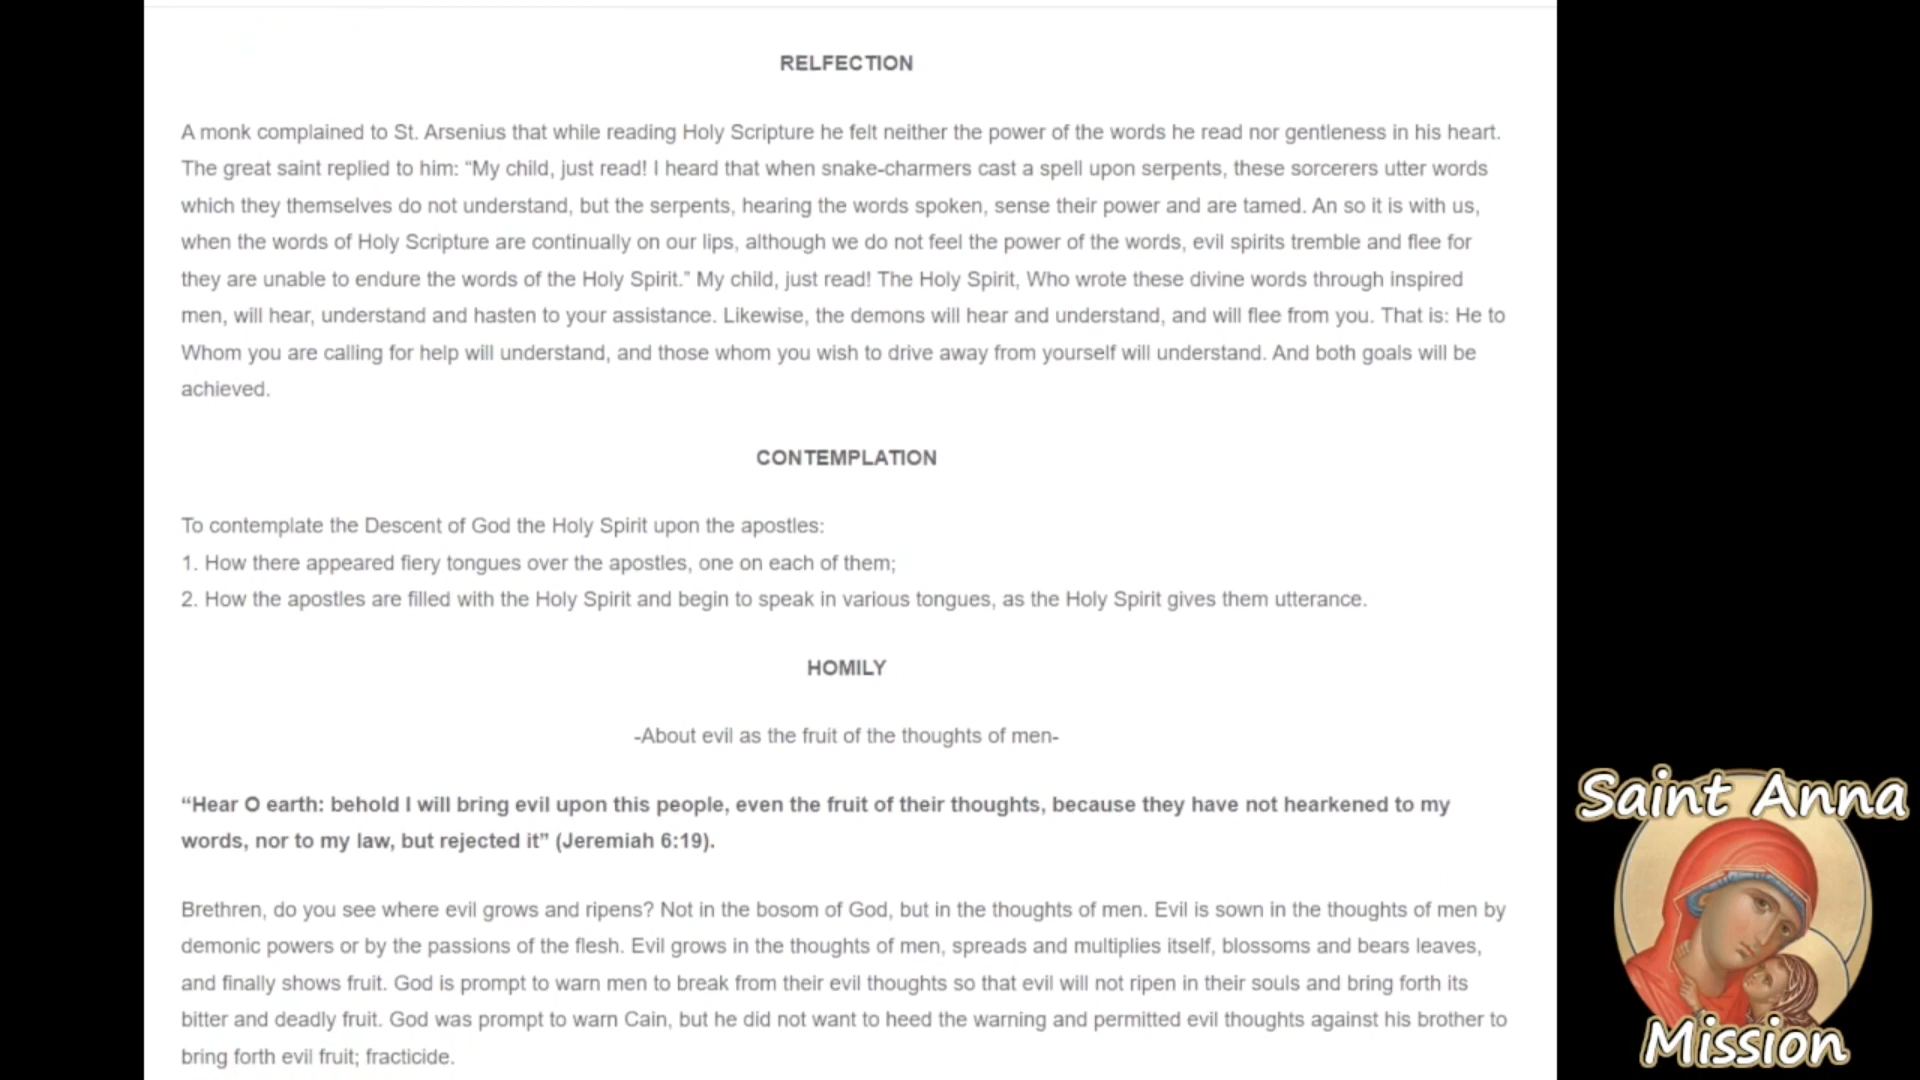 RELFECTION
A monk complained to St. Arsenius that while reading Holy Scripture he felt neither the power of the words he read nor gentleness in his heart.
The great saint replied to him: “My child, just read! I heard that when snake-charmers cast a spell upon serpents, these sorcerers utter words
which they themselves do not understand, but the serpents, hearing the words spoken, sense their power and are tamed. An so it is with us,
when the words of Holy Scripture are continually on our lips, although we do not feel the power of the words, evil spirits tremble and flee for
they are unable to endure the words of the Holy Spirit.” My child, just read! The Holy Spirit, Who wrote these divine words through inspired
men, will hear, understand and hasten to your assistance. Likewise, the demons will hear and understand, and will flee from you. That is: He to
Whom you are calling for help will understand, and those whom you wish to drive away from yourself will understand. And both goals will be
achieved.
CONTEMPLATION
To contemplate the Descent of God the Holy Spirit upon the apostles:
1. How there appeared fiery tongues over the apostles, one on each of them;
2. How the apostles are filled with the Holy Spirit and begin to speak in various tongues, as the Holy Spirit gives them utterance.
HOMILY
-About evil as the fruit of the thoughts of men-
“Hear O earth: behold I will bring evil upon this people, even the fruit of their thoughts, because they have not hearkened to my
words, nor to my law, but rejected it” (Jeremiah 6:19).
Brethren, do you see where evil grows and ripens? Not in the bosom of God, but in the thoughts of men. Evil is sown in the thoughts of men by
demonic powers or by the passions of the flesh. Evil grows in the thoughts of men, spreads and multiplies itself, blossoms and bears leaves,
and finally shows fruit. God is prompt to warn men to break from their evil thoughts so that evil will not ripen in their souls and bring forth its
bitter and deadly fruit. God was prompt to warn Cain, but he did not want to heed the warning and permitted evil thoughts against his brother to
bring forth evil fruit; fracticide.
Saint Anna
Mission